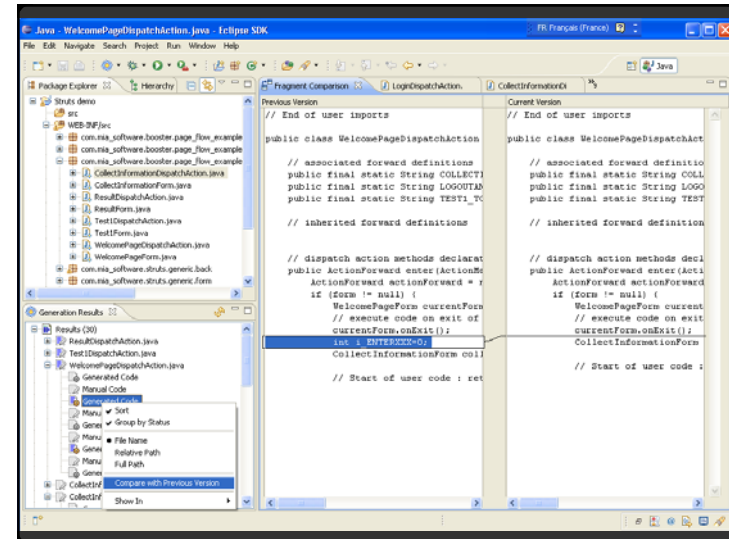 Java - WelcomePageDispatchAction.java - Eclipse SDK
FR Français (France)
File Edit Navigate Search Project Run Window Help
Java
Package Explorer
Hierarchy
Struts demo
src
WEB-INF/src
com.mia_software.booster.page_flow_example
com.mia_software.booster.page_flow_example
com.mia_software.booster.page_flow_example
CollectInformationDispatchAction.java
CollectInformationForm.java
ResultDispatchAction.java
ResultForm.java
Test1DispatchAction.java
Test1Form.java
WelcomePageDispatchAction.java
WelcomePageForm.java
com.mia_software.struts.generic.back
com.mia_software.struts.generic.form
Generation Results
Results (30)
ResultDispatchAction.java
Test1DispatchAction.java
WelcomePageDispatchAction.java
Generated Code
Manual Code
Generated Code
Manu
Gener
Manu
Gener
Manu
Gener
CollectInf
CollectInf
Sort
Group by Status
File Name
Relative Path
Full Path
Compare with Previous Version
Show In
Fragment Comparison
LoginDispatchAction.
CollectInformationDi
Previous Version
// End of user imports
public class WelcomePageDispatchAction
// associated forward definitions
public final static String COLLECTI
public final static String LOGOUTAN
public final static String TEST1_TO
// inherited forward definitions
// dispatch action methods declarat
public ActionForward enter(ActionMa
ActionForward actionForward = r
if (form != null) {
WelcomePageForm currentForm
// execute code on exit of
currentForm.onExit();
int i_ENTERXXX=0;
CollectInformationForm coll
// Start of user code : ret
Current Version
// End of user imports
public class WelcomePageDispatchAct
// associated forward definitio
public final static String COLL
public final static String LOGO
public final static String TEST
// inherited forward definition
// dispatch action methods decl
public ActionForward enter(Acti
ActionForward actionForward
if (form != null) {
WelcomePageForm current
// execute code on exit
currentForm.onExit();
CollectInformationForm
// Start of user code :